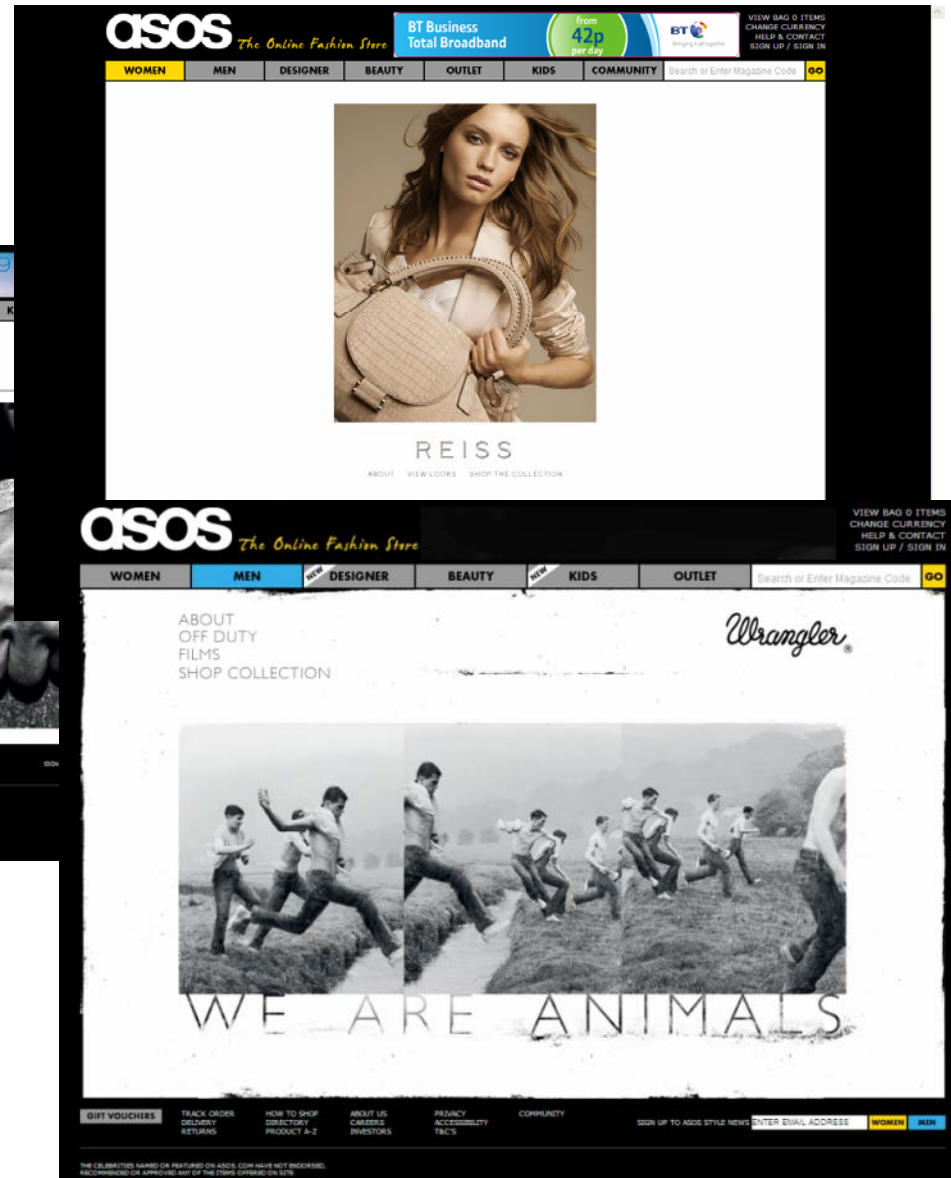 asos The Online Fashion Store
BT Business
Total Broadband
from
42p
per day
BT
Bringing it all together
VIEW BAG 0 ITEMS
CHANGE CURRENCY
HELP & CONTACT
SIGN UP / SIGN IN
WOMEN MEN DESIGNER BEAUTY OUTLET KIDS COMMUNITY Search or Enter Magazine Code GO
9
K
REISS
ABOUT VIEW LOOKS SHOP THE COLLECTION
asos The Online Fashion Store
VIEW BAG 0 ITEMS
CHANGE CURRENCY
HELP & CONTACT
SIGN UP / SIGN IN
WOMEN MEN NEW DESIGNER BEAUTY NEW KIDS OUTLET Search or Enter Magazine Code GO
ABOUT
OFF DUTY
FILMS
SHOP COLLECTION
Wrangler®
WE ARE ANIMALS
SIGN
GIFT VOUCHERS
TRACK ORDER
DELIVERY
RETURNS
HOW TO SHOP
DIRECTORY
PRODUCT A-Z
ABOUT US
CAREERS
INVESTORS
PRIVACY
ACCESSIBILITY
T&C'S
COMMUNITY
SIGN UP TO ASOS STYLE NEWS ENTER EMAIL ADDRESS WOMEN MEN
THE CELEBRITIES NAMED OR FEATURED ON ASOS.COM HAVE NOT ENDORSED,
RECOMMENDED OR APPROVED ANY OF THE ITEMS OFFERED ON SITE